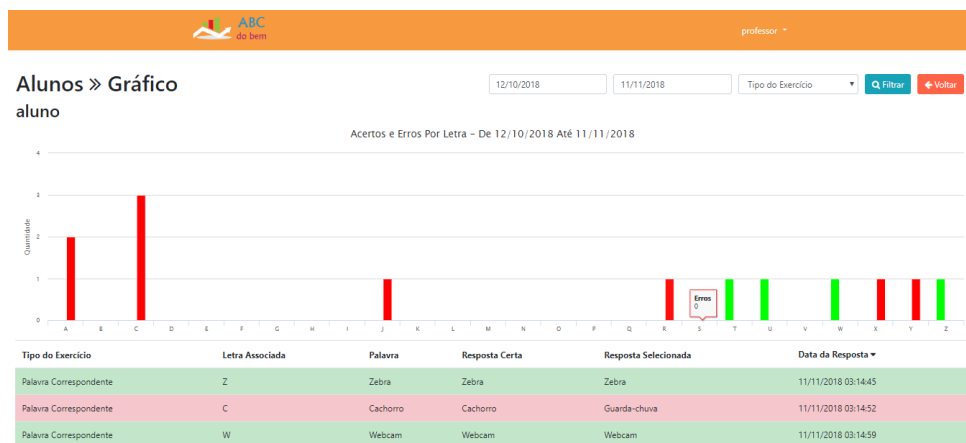 ABC
do bem
professor
Alunos » Gráfico
12/10/2018 11/11/2018 Tipo do Exercício Filtrar Voltar
aluno
Acertos e Erros Por Letra - De 12/10/2018 Até 11/11/2018
4
3
2
1
0
Quantidade
Erros
0
A B C D E F G H I J K L M N O P Q R S T U V W X Y Z
Tipo do Exercício Letra Associada Palavra Resposta Certa Resposta Selecionada Data da Resposta
Palavra Correspondente Z Zebra Zebra Zebra 11/11/2018 03:14:45
Palavra Correspondente C Cachorro Cachorro Guarda-chuva 11/11/2018 03:14:52
Palavra Correspondente W Webcam Webcam Webcam 11/11/2018 03:14:59